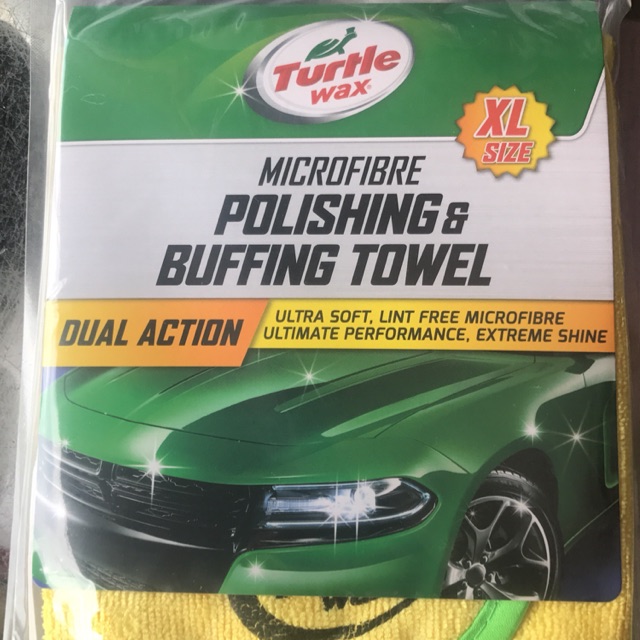 Turtle
wax
XL
SIZE
MICROFIBRE
POLISHING &
BUFFING TOWEL
DUAL ACTION
ULTRA SOFT, LINT FREE MICROFIBRE
ULTIMATE PERFORMANCE, EXTREME SHINE